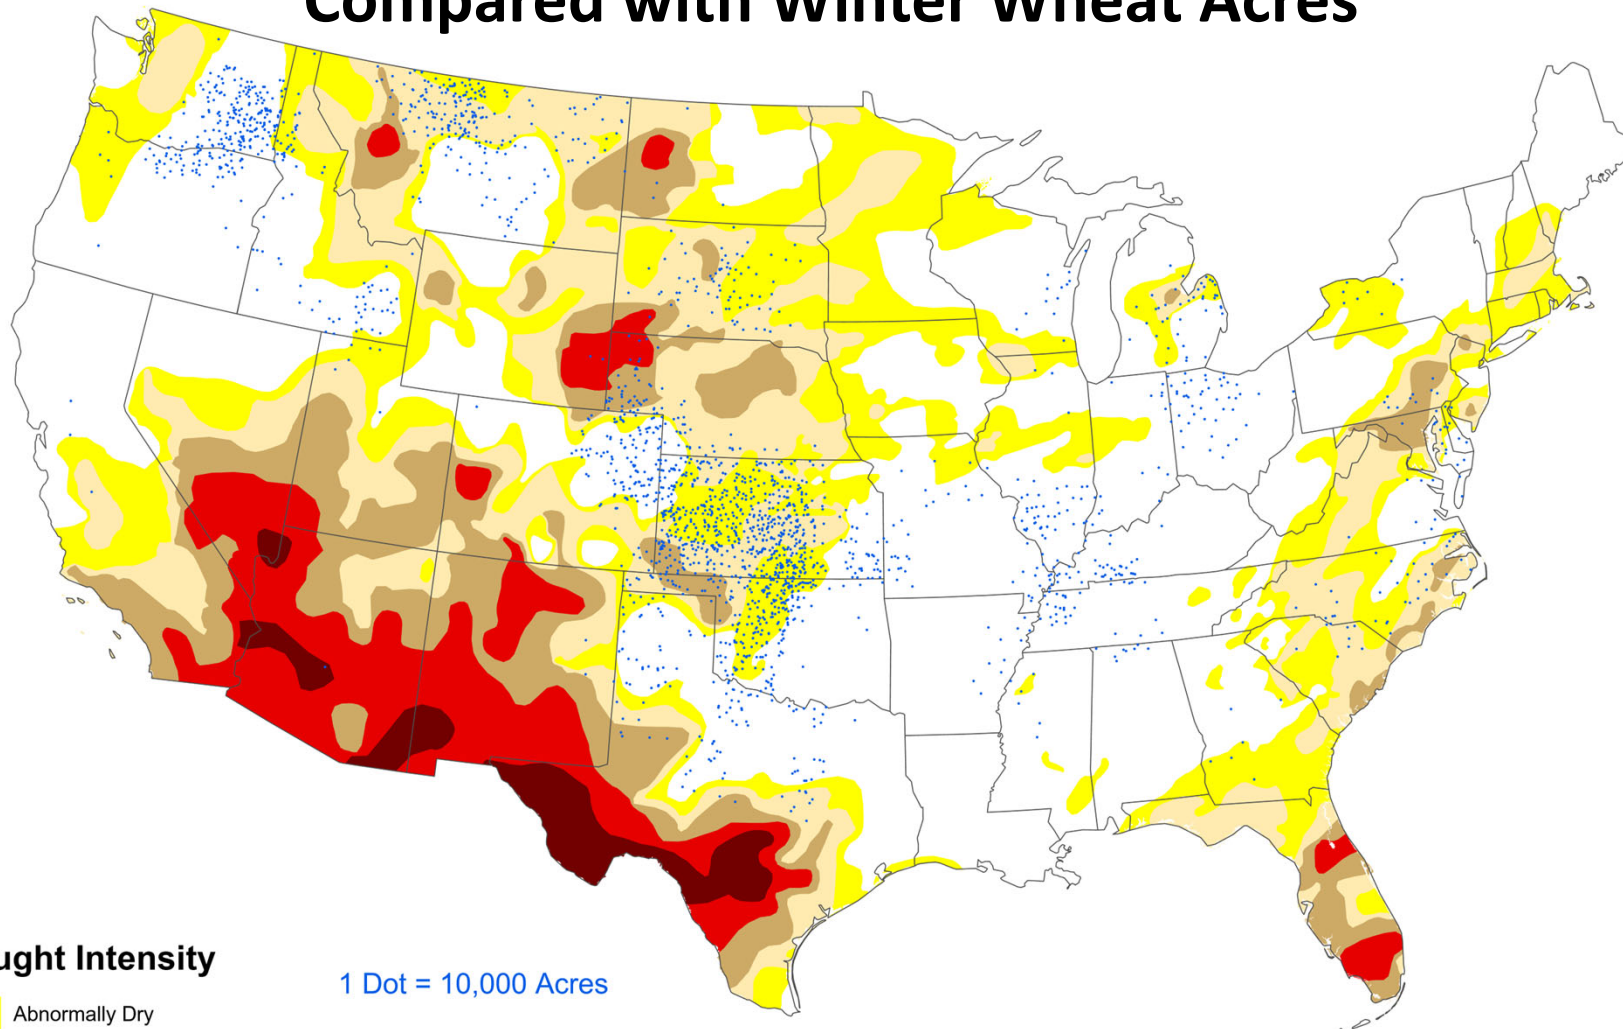 Compared with Winter Wheat Acres
ught Intensity
1 Dot = 10,000 Acres
Abnormally Dry